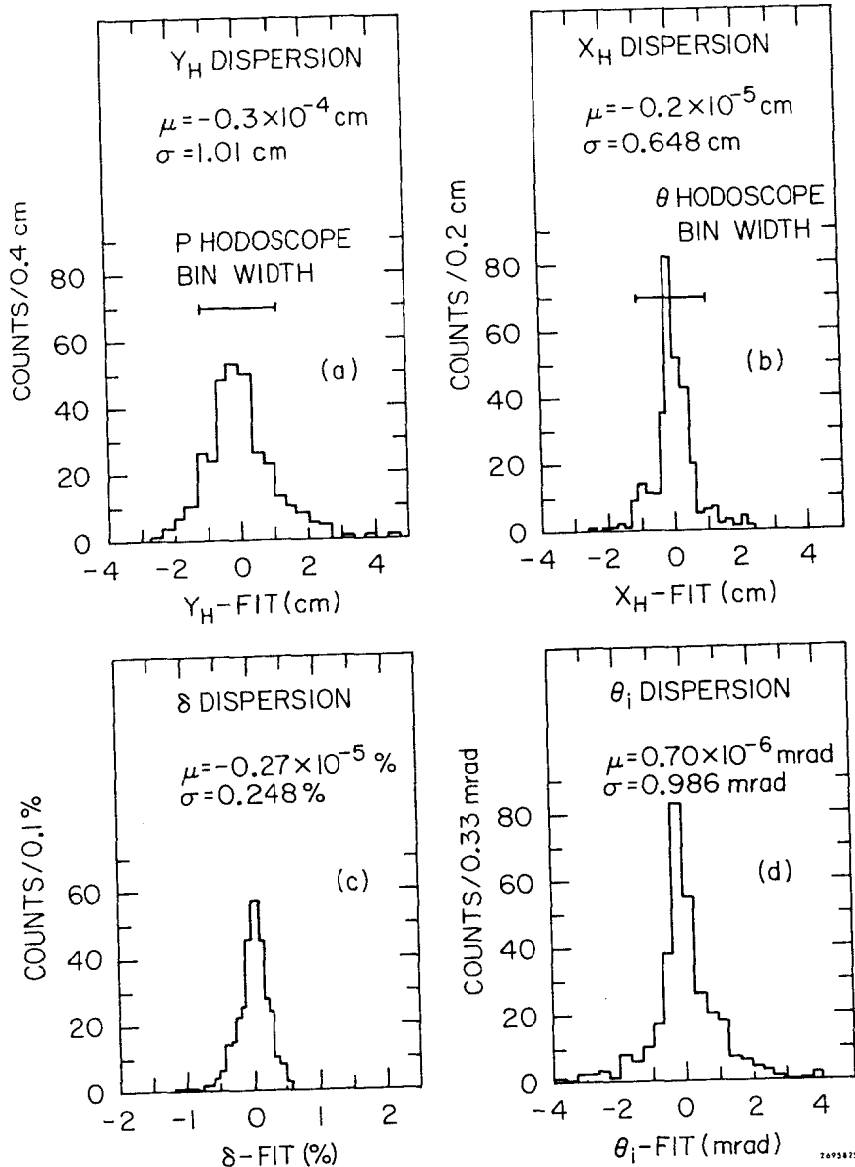 Y_H DISPERSION
μ=-0.3×10⁻⁴ cm
σ=1.01 cm
P HODOSCOPE
BIN WIDTH
(a)
COUNTS/0.4 cm
80
60
40
20
0
-4 -2 0 2 4
Y_H-FIT (cm)
X_H DISPERSION
μ=-0.2×10⁻⁵ cm
σ=0.648 cm
θ HODOSCOPE
BIN WIDTH
(b)
COUNTS/0.2 cm
80
60
40
20
0
-4 -2 0 2 4
X_H-FIT (cm)
δ DISPERSION
μ=-0.27×10⁻⁵ %
σ=0.248 %
(c)
COUNTS/0.1%
60
40
20
0
-2 -1 0 1 2
δ-FIT (%)
θ_i DISPERSION
μ=0.70×10⁻⁶ mrad
σ=0.986 mrad
(d)
COUNTS/0.33 mrad
80
60
40
20
0
-4 -2 0 2 4
θ_i-FIT (mrad)